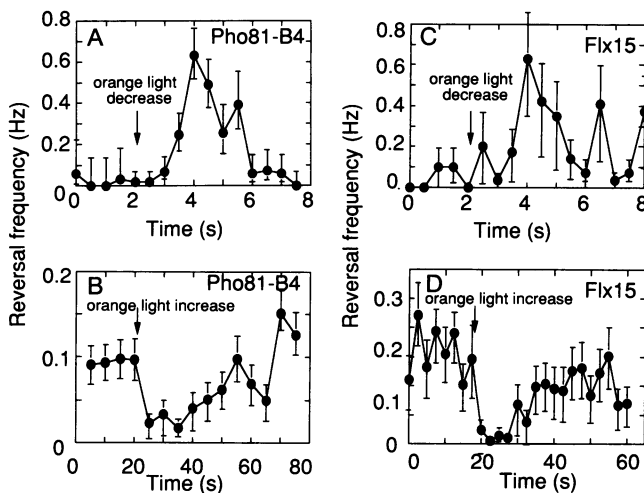 Reversal frequency (Hz)
A
Pho81-B4
orange light
decrease
0.8
0.6
0.4
0.2
0
0 2 4 6 8
Time (s)
C
Flx15
orange light
decrease
0.8
0.6
0.4
0.2
0
0 2 4 6 8
Time (s)
B
Pho81-B4
orange light increase
0.2
0.1
0
0 20 40 60 80
Time (s)
Reversal frequency (Hz)
D
Flx15
orange light increase
0.3
0.2
0.1
0
0 20 40 60
Time (s)